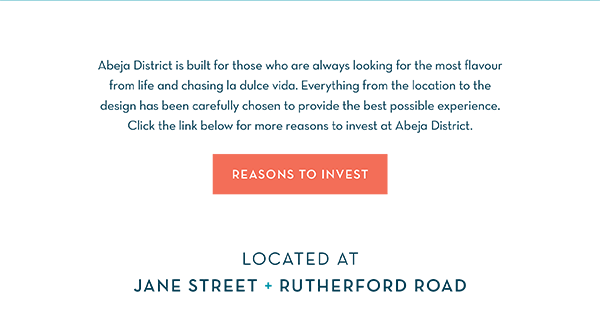 Abeja District is built for those who are always looking for the most flavour
from life and chasing la dulce vida. Everything from the location to the
design has been carefully chosen to provide the best possible experience.
Click the link below for more reasons to invest at Abeja District.
REASONS TO INVEST
LOCATED AT
JANE STREET + RUTHERFORD ROAD